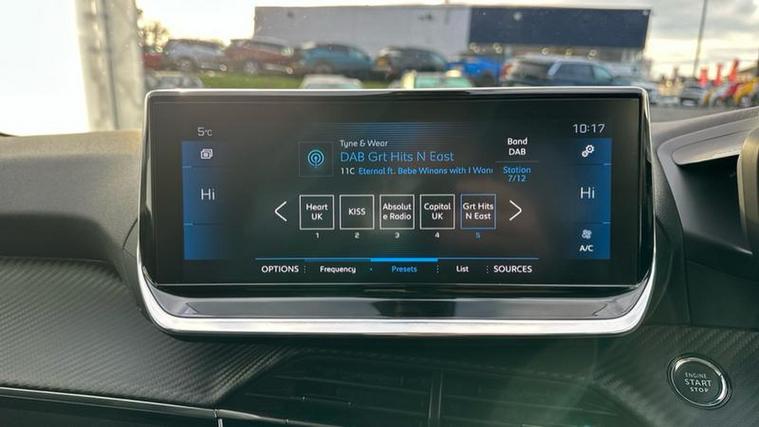 5°C
10:17
Tyne & Wear
DAB Grt Hits N East
11C Eternal ft. Bebe Winans with I Wan
Band
DAB
Station
7/12
Hi
Hi
Heart
UK
KISS
Absolut
e Radio
Capital
UK
Grt Hits
N East
1
2
3
4
5
A/C
OPTIONS
Frequency
Presets
List
SOURCES
ENGINE
START
STOP